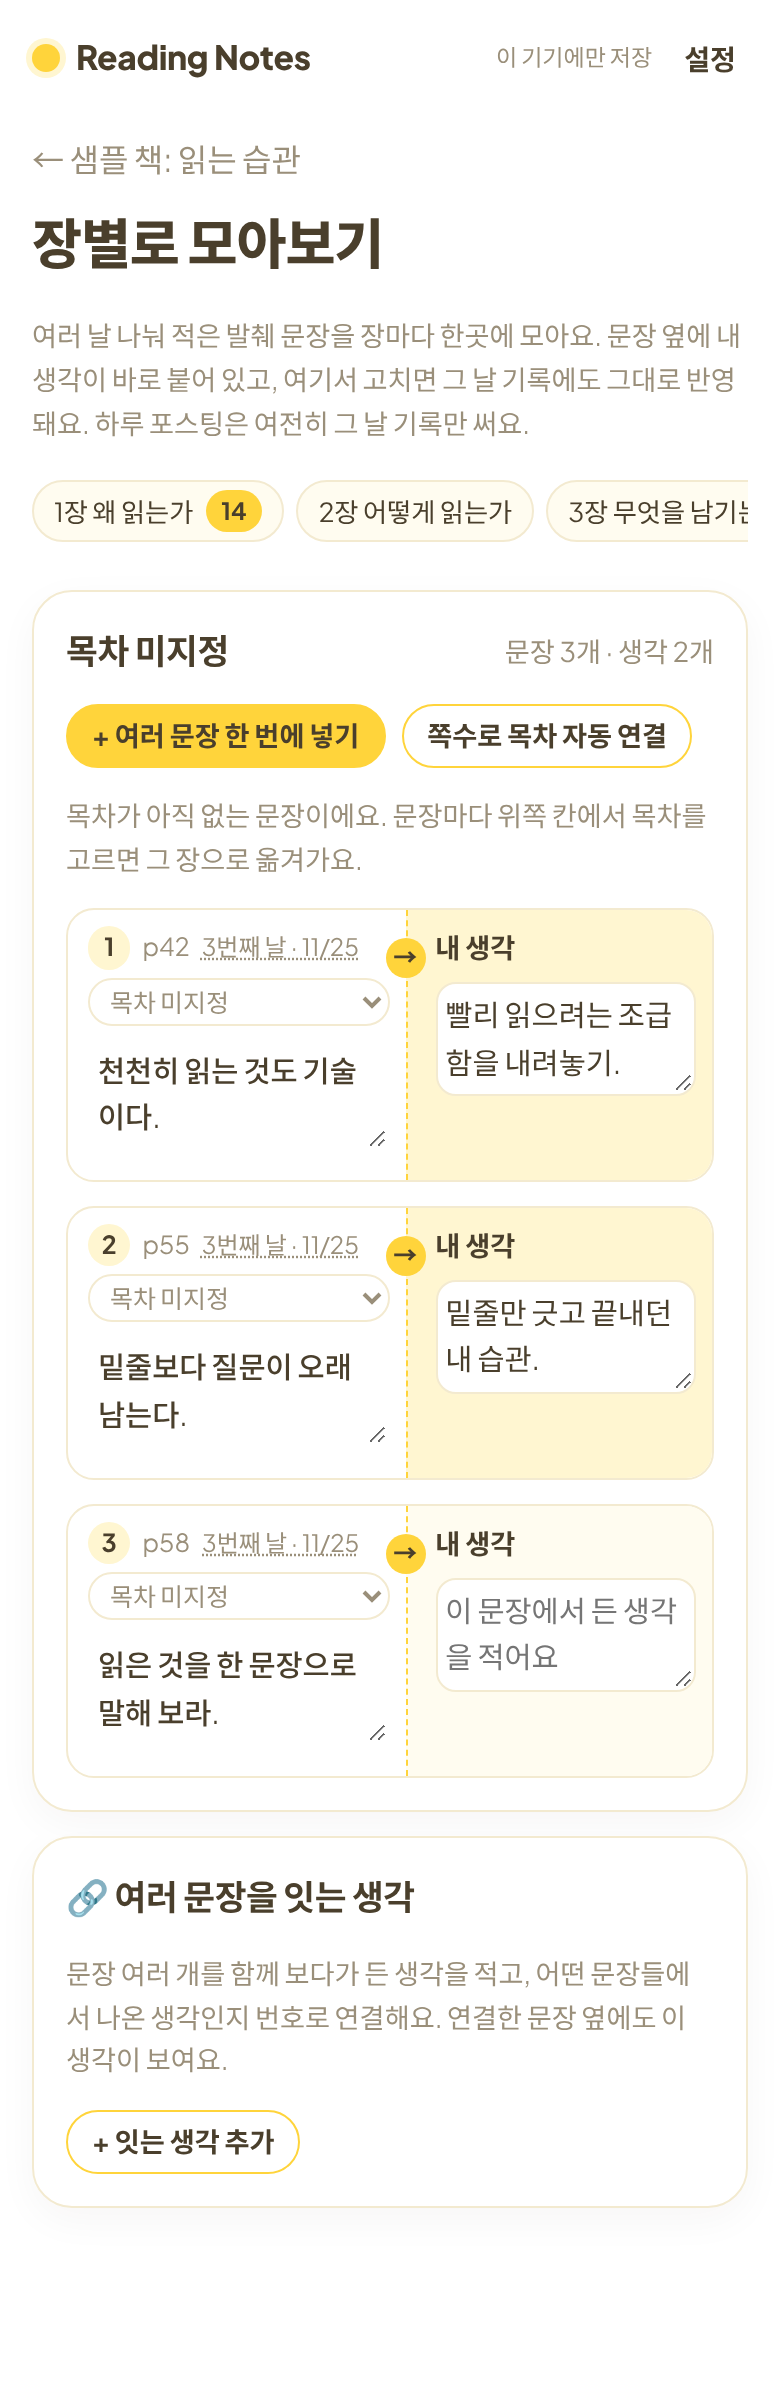 Reading Notes 이 기기에만 저장 설정
← 샘플 책: 읽는 습관
장별로 모아보기
여러 날 나눠 적은 발췌 문장을 장마다 한곳에 모아요. 문장 옆에 내
생각이 바로 붙어 있고, 여기서 고치면 그 날 기록에도 그대로 반영
돼요. 하루 포스팅은 여전히 그 날 기록만 써요.
1장 왜 읽는가 14 2장 어떻게 읽는가 3장 무엇을 남기는
목차 미지정 문장 3개 · 생각 2개
+ 여러 문장 한 번에 넣기 쪽수로 목차 자동 연결
목차가 아직 없는 문장이에요. 문장마다 위쪽 칸에서 목차를
고르면 그 장으로 옮겨가요.
1 p42 3번째 날 · 11/25
목차 미지정
천천히 읽는 것도 기술
이다.
→ 내 생각
빨리 읽으려는 조급
함을 내려놓기.
2 p55 3번째 날 · 11/25
목차 미지정
밑줄보다 질문이 오래
남는다.
→ 내 생각
밑줄만 긋고 끝내던
내 습관.
3 p58 3번째 날 · 11/25
목차 미지정
읽은 것을 한 문장으로
말해 보라.
→ 내 생각
이 문장에서 든 생각
을 적어요
🔗 여러 문장을 잇는 생각
문장 여러 개를 함께 보다가 든 생각을 적고, 어떤 문장들에
서 나온 생각인지 번호로 연결해요. 연결한 문장 옆에도 이
생각이 보여요.
+ 잇는 생각 추가